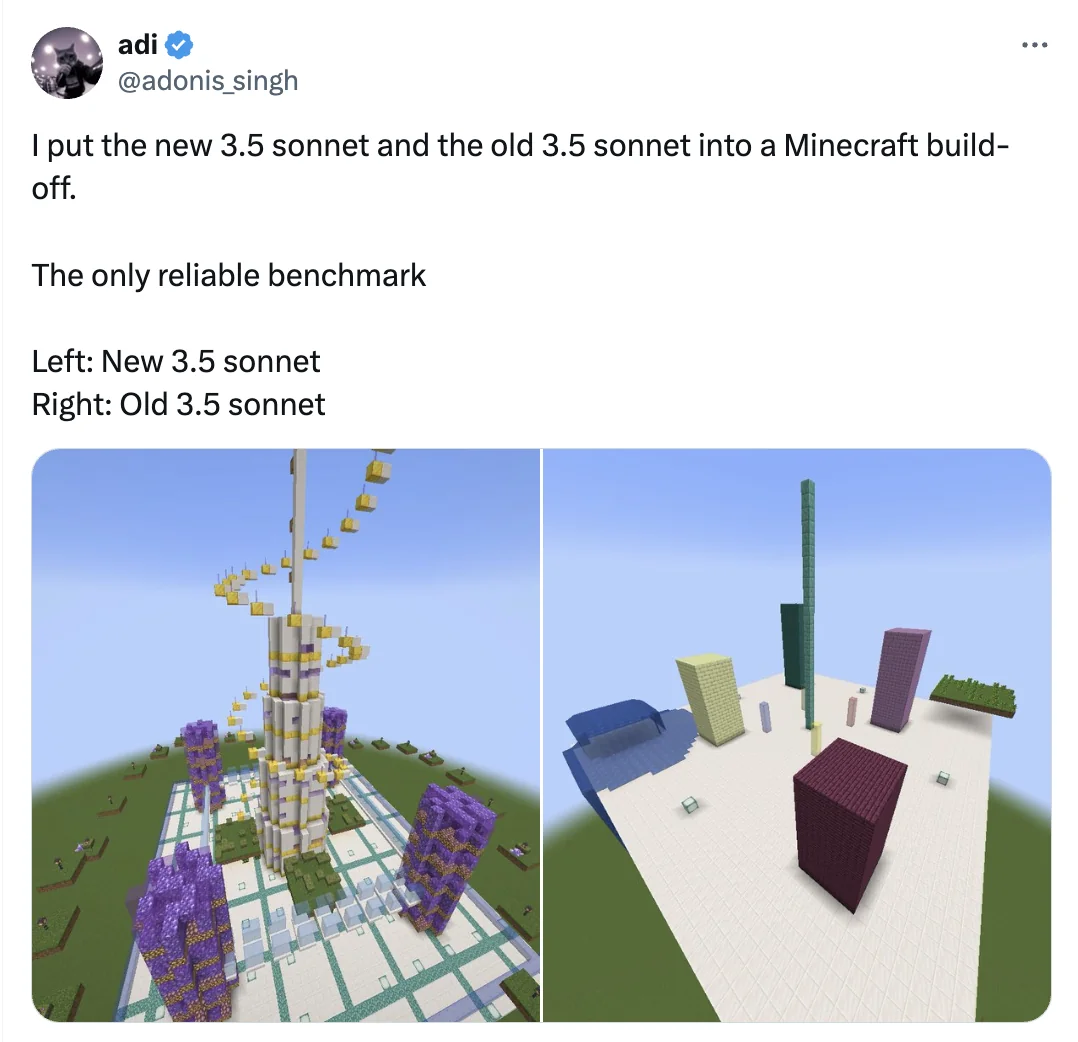 adi
@adonis_singh
I put the new 3.5 sonnet and the old 3.5 sonnet into a Minecraft build-
off.
The only reliable benchmark
Left: New 3.5 sonnet
Right: Old 3.5 sonnet